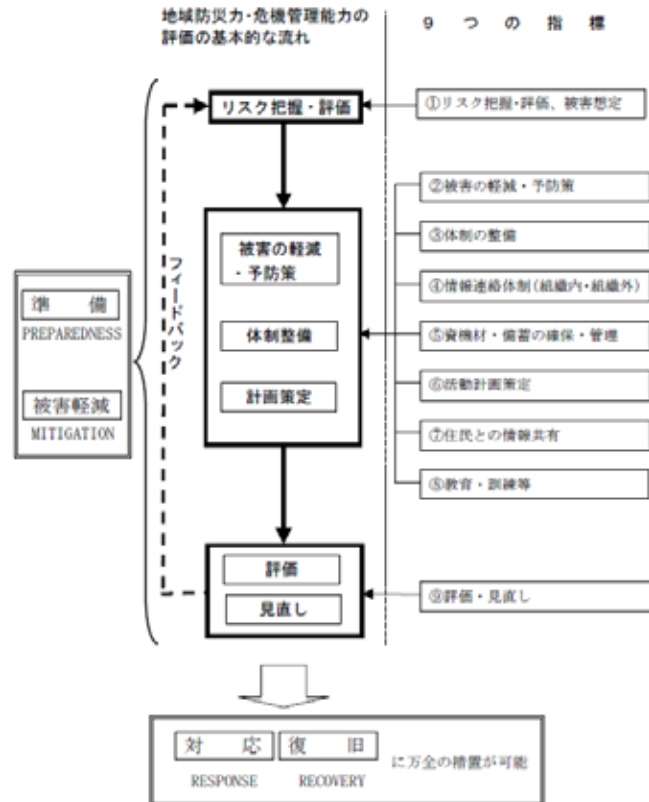 地域防災力・危機管理能力の
評価の基本的な流れ
9つの指標
リスク把握・評価
①リスク把握・評価、被害想定
被害の軽減
・予防策
体制整備
計画策定
フィードバック
②被害の軽減・予防策
③体制の整備
④情報連絡体制(組織内・組織外)
⑤資機材・備蓄の確保・管理
⑥活動計画策定
⑦住民との情報共有
⑧教育・訓練等
準備
PREPAREDNESS
被害軽減
MITIGATION
評価
見直し
⑨評価・見直し
対応 復旧 に万全の措置が可能
RESPONSE RECOVERY